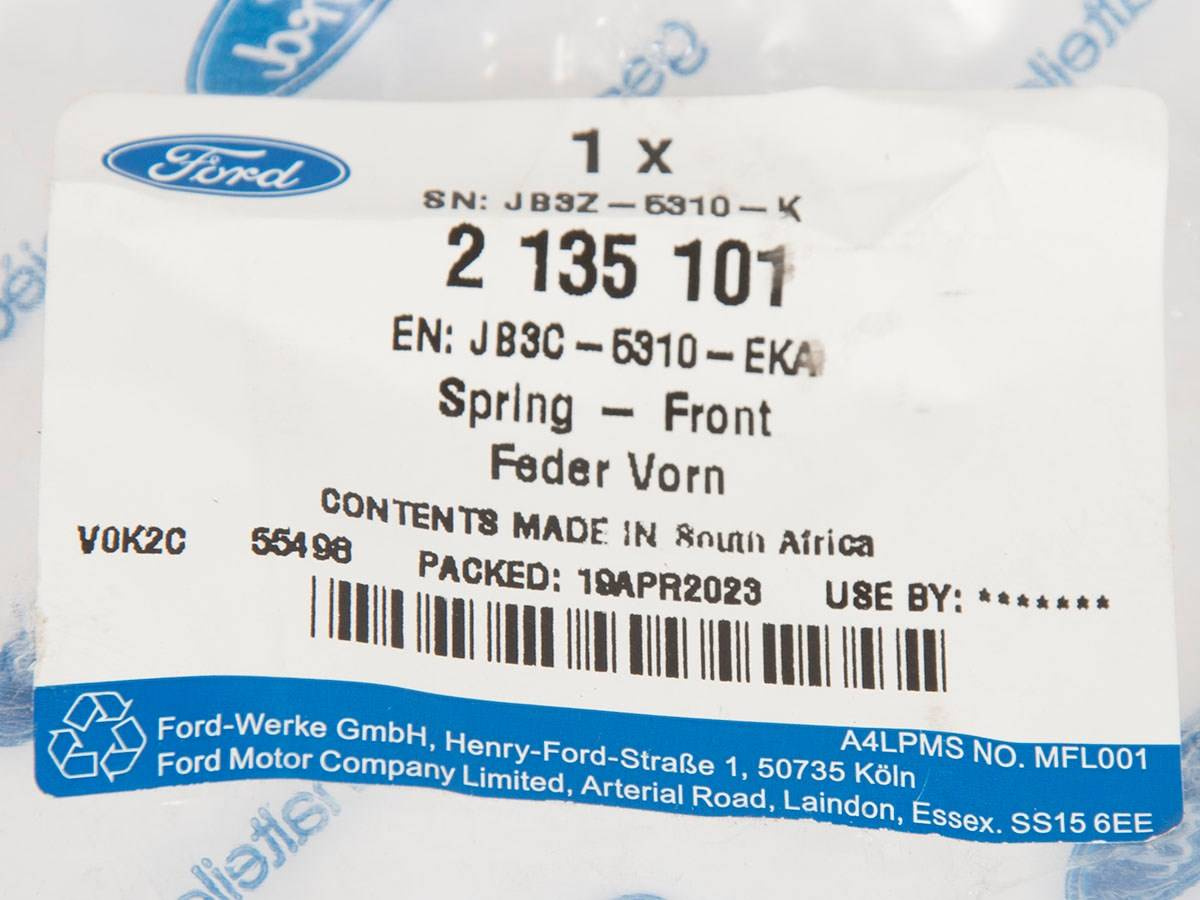 Ford
1 x
SN: JB3Z-5310-K
2 135 101
EN: JB3C-5310-EKA
Spring - Front
Feder Vorn
CONTENTS MADE IN South Africa
V0K2C 55498 PACKED: 19APR2023 USE BY: *******
A4LPMS NO. MFL001
Ford-Werke GmbH, Henry-Ford-Straße 1, 50735 Köln
Ford Motor Company Limited, Arterial Road, Laindon, Essex. SS15 6EE